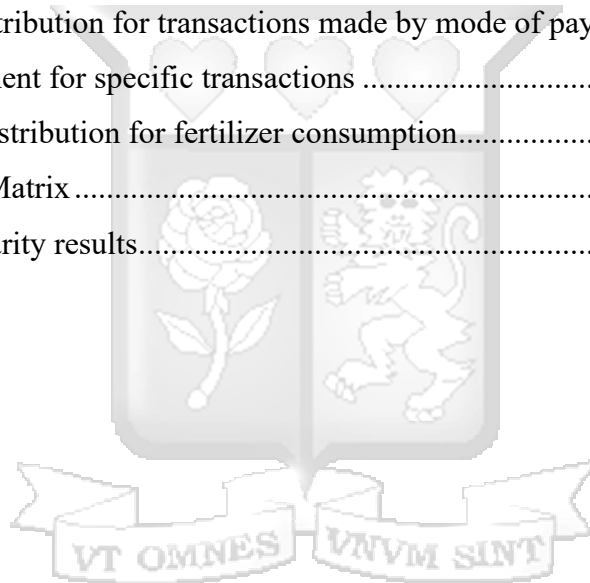 tribution for transactions made by mode of pay
ent for specific transactions ..........................
stribution for fertilizer consumption...............
Matrix ...............................................................
rity results.......................................................
VT OMNES VNVM SINT